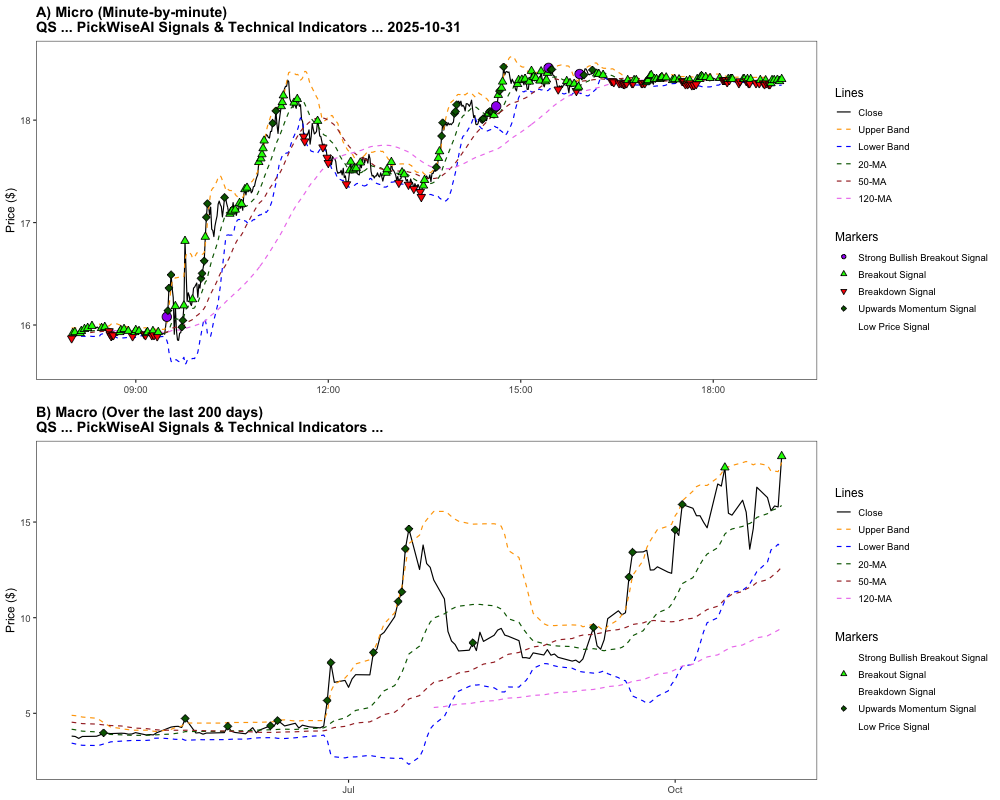 A) Micro (Minute-by-minute)
QS ... PickWiseAI Signals & Technical Indicators ... 2025-10-31
Price ($)
18
17
16
09:00
12:00
15:00
18:00
Lines
Close
Upper Band
Lower Band
20-MA
50-MA
120-MA
Markers
Strong Bullish Breakout Signal
Breakout Signal
Breakdown Signal
Upwards Momentum Signal
Low Price Signal
B) Macro (Over the last 200 days)
QS ... PickWiseAI Signals & Technical Indicators ...
Price ($)
15
10
5
Jul
Oct
Lines
Close
Upper Band
Lower Band
20-MA
50-MA
120-MA
Markers
Strong Bullish Breakout Signal
Breakout Signal
Breakdown Signal
Upwards Momentum Signal
Low Price Signal